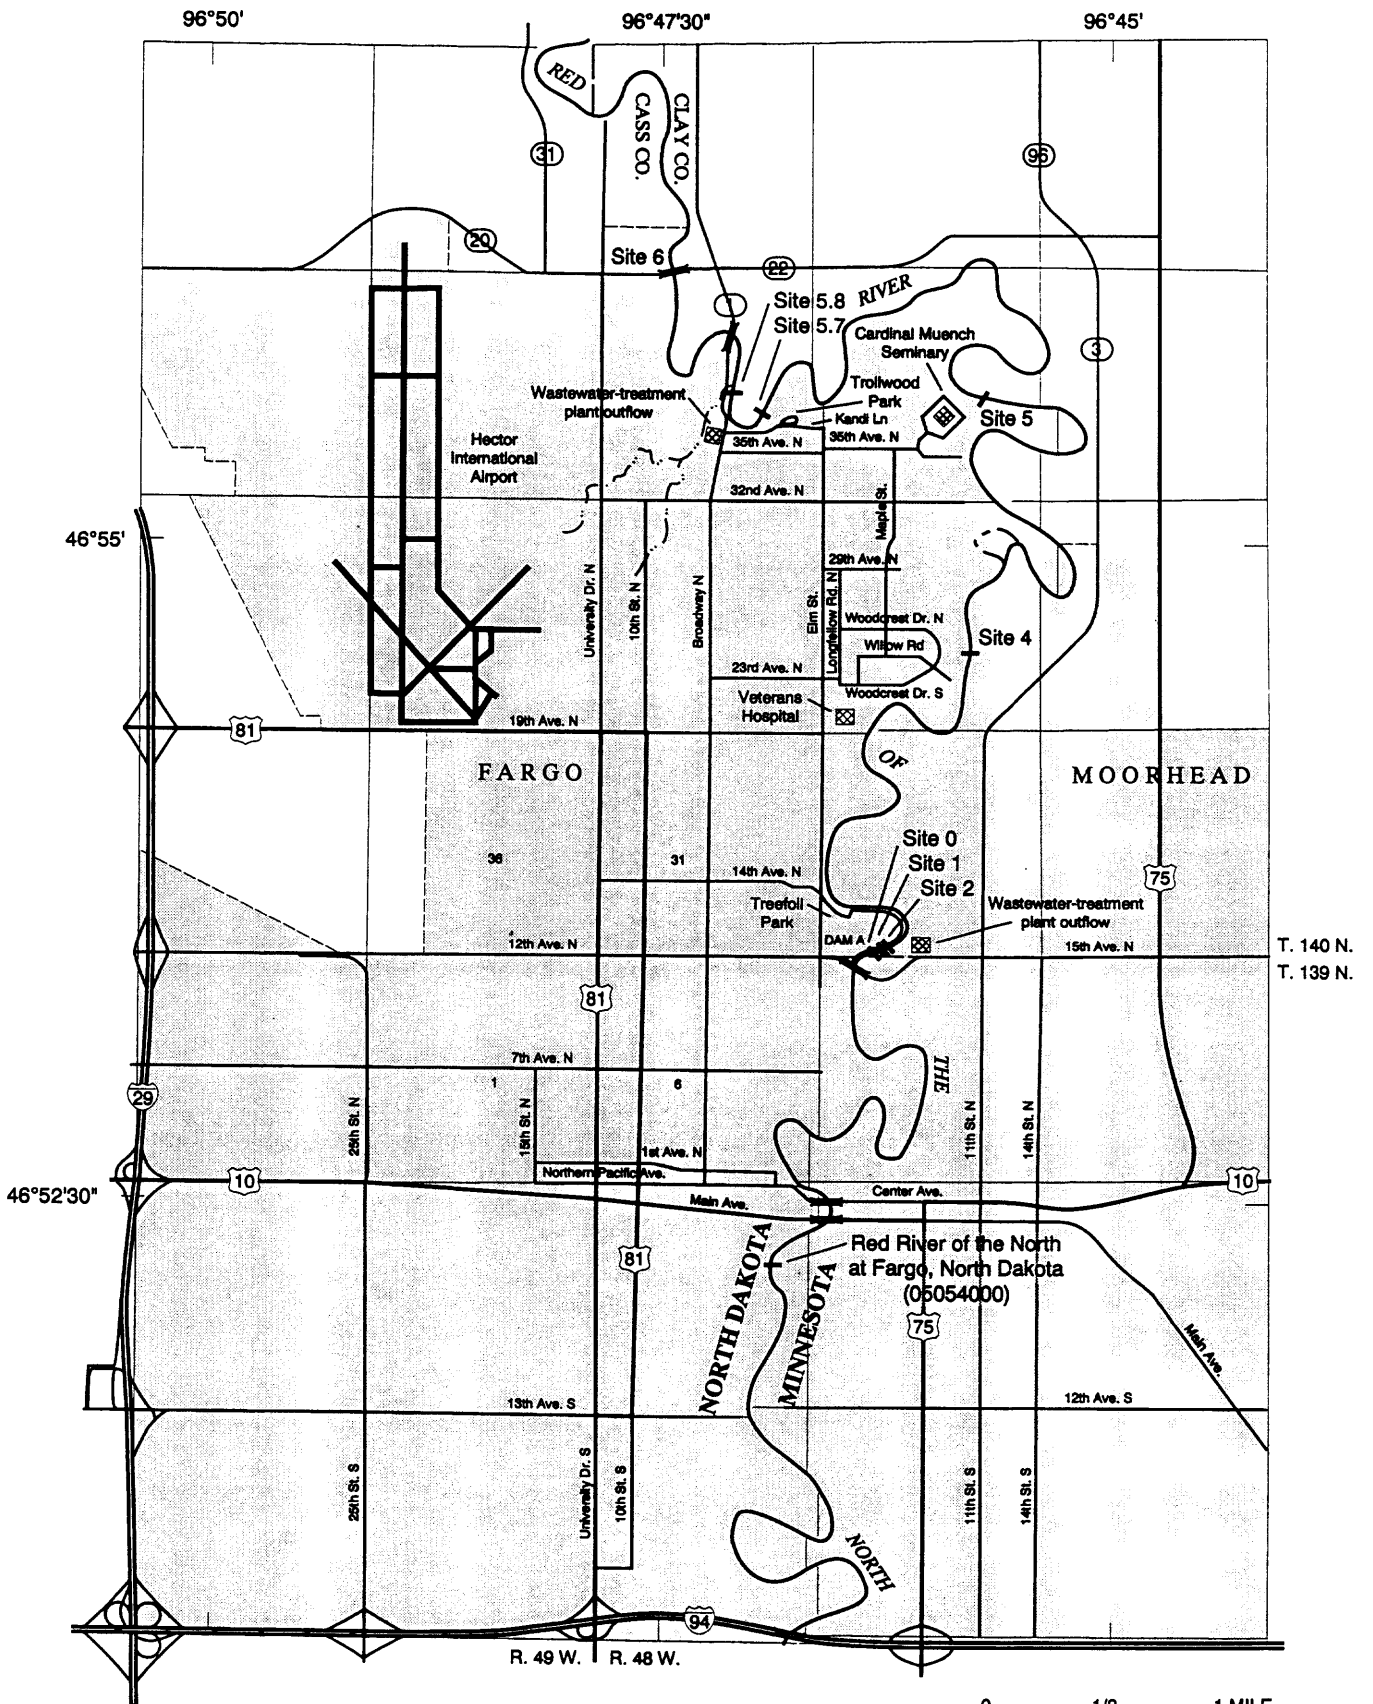 96°50'
96°47'30"
96°45'
RED
CASS CO.
CLAY CO.
31
96
20
Site 6
22
1
Site 5.8
Site 5.7
RIVER
Cardinal Muench
Seminary
3
Wastewater-treatment
plant outflow
Trollwood
Park
Kandi Ln
Site 5
35th Ave. N
35th Ave. N
Hector
International
Airport
32nd Ave. N
Maple St.
46°55'
29th Ave. N
University Dr. N
10th St. N
Broadway N
Elm St.
Longfellow Rd. N
Woodcrest Dr. N
Willow Rd
Site 4
23rd Ave. N
Woodcrest Dr. S
Veterans
Hospital
19th Ave. N
81
OF
FARGO
MOORHEAD
Site 0
Site 1
Site 2
36
31
14th Ave. N
75
Treefoil
Park
Wastewater-treatment
plant outflow
DAM A
12th Ave. N
15th Ave. N
T. 140 N.
T. 139 N.
81
7th Ave. N
1
6
THE
29
25th St. N
15th St. N
11th St. N
14th St. N
1st Ave. N
Northern Pacific Ave.
10
10
46°52'30"
Main Ave.
Center Ave.
Red River of the North
at Fargo, North Dakota
(05054000)
81
NORTH DAKOTA
MINNESOTA
75
Main Ave.
13th Ave. S
12th Ave. S
25th St. S
University Dr. S
10th St. S
11th St. S
14th St. S
NORTH
94
R. 49 W.
R. 48 W.
0 1/2 1 MILE